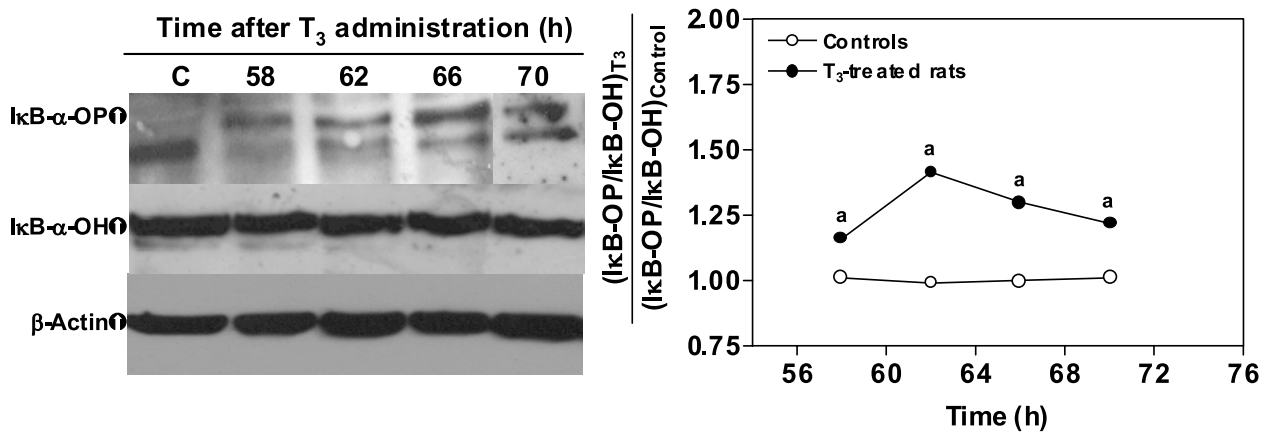 Time after T3 administration (h)
C 58 62 66 70
IκB-α-OP
IκB-α-OH
β-Actin
(IκB-OP/IκB-OH)T3
(IκB-OP/IκB-OH)Control
2.00
1.75
1.50
1.25
1.00
0.75
Controls
T3-treated rats
a
a
a
a
56 60 64 68 72 76
Time (h)